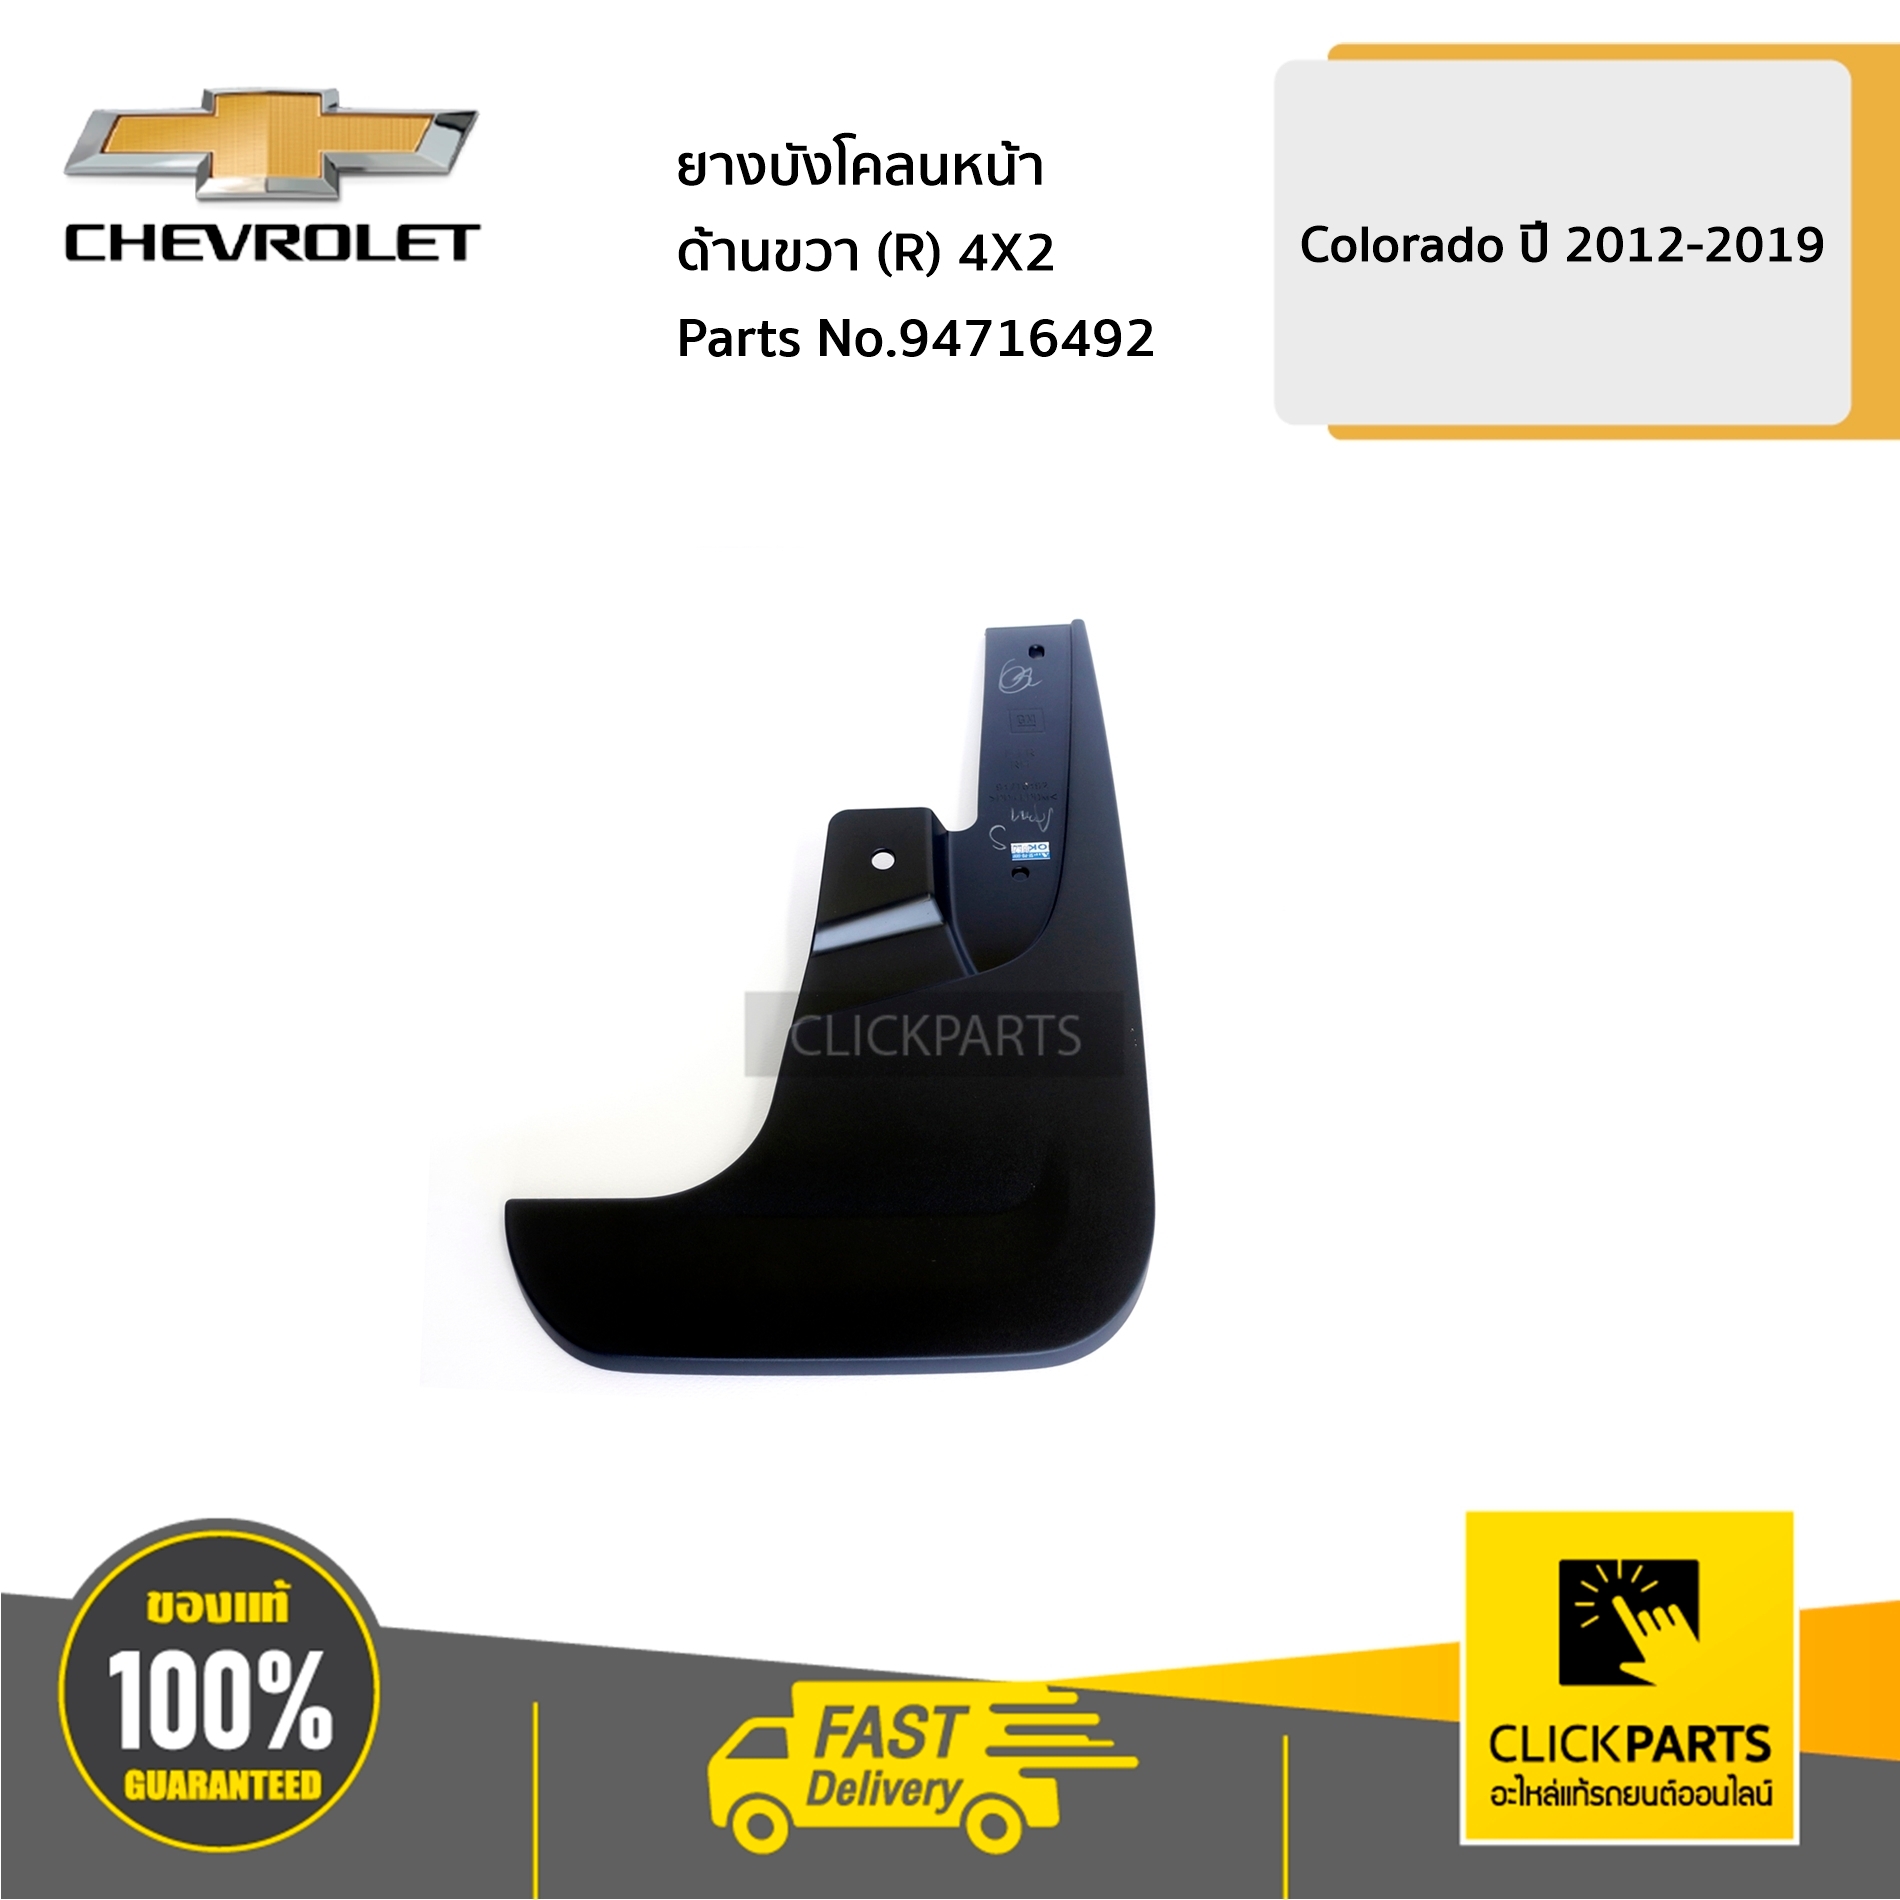 CHEVROLET
ยางบังโคลนหน้า
ด้านขวา (R) 4X2
Parts No.94716492
Colorado ปี 2012-2019
GM
OK
CLICKPARTS
ของแท้
100%
GUARANTEED
FAST
Delivery
CLICKPARTS
อะไหล่แท้รถยนต์ออนไลน์